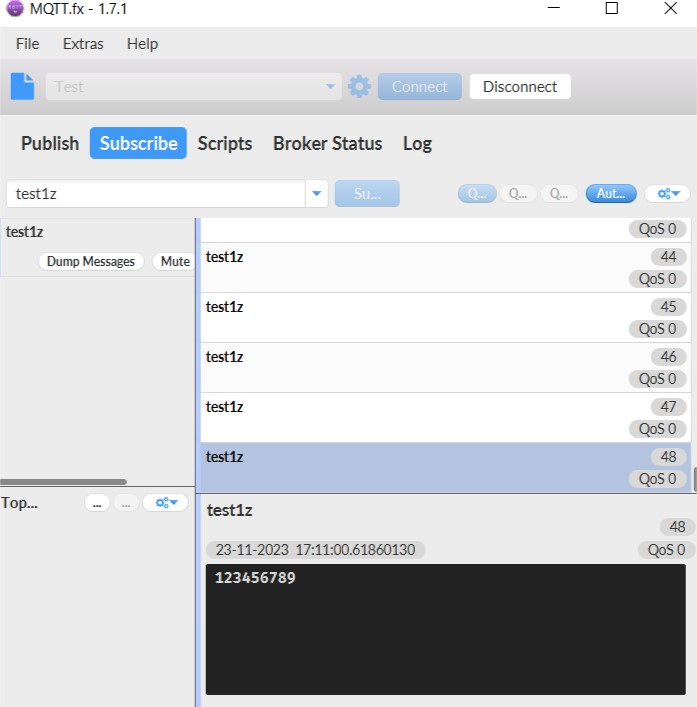 MQTT.fx - 1.7.1
File Extras Help
Test Connect Disconnect
Publish Subscribe Scripts Broker Status Log
test1z Su... Q... Q... Q... Aut...
test1z
Dump Messages Mute
QoS 0
test1z 44
QoS 0
test1z 45
QoS 0
test1z 46
QoS 0
test1z 47
QoS 0
test1z 48
QoS 0
Top... ... ...
test1z
48
23-11-2023 17:11:00.61860130 QoS 0
123456789